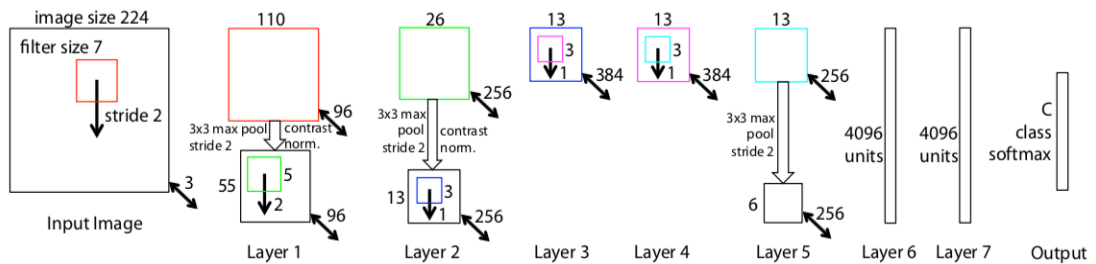 image size 224
filter size 7
stride 2
3
Input Image
110
96
3x3 max pool
stride 2
contrast
norm.
55
5
2
96
Layer 1
26
256
3x3 max
pool
stride 2
contrast
norm.
13
3
1
256
Layer 2
13
3
1
384
Layer 3
13
3
1
384
Layer 4
13
256
3x3 max
pool
stride 2
6
256
Layer 5
4096
units
Layer 6
4096
units
Layer 7
C
class
softmax
Output